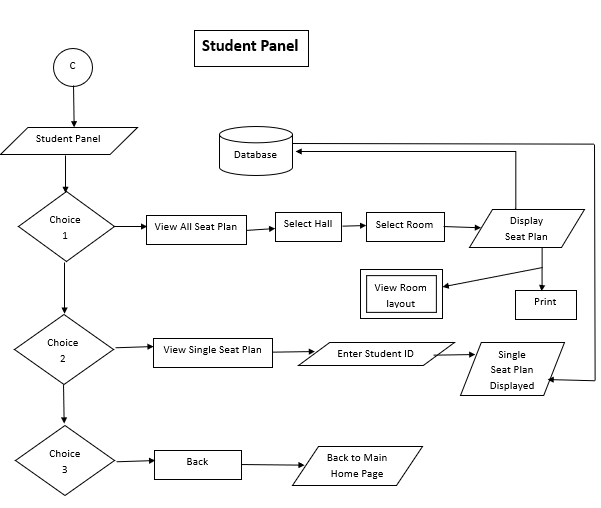 Student Panel
C
Student Panel
Database
Choice
1
View All Seat Plan
Select Hall
Select Room
Display
Seat Plan
View Room
layout
Print
Choice
2
View Single Seat Plan
Enter Student ID
Single
Seat Plan
Displayed
Choice
3
Back
Back to Main
Home Page